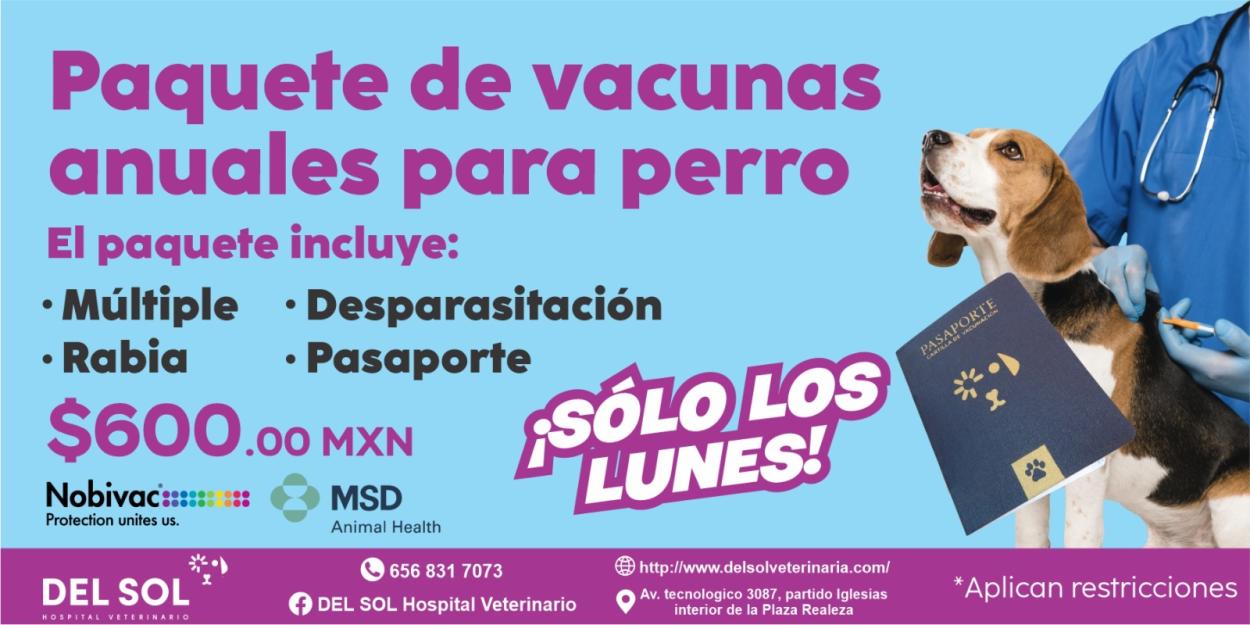 Paquete de vacunas
anuales para perro
El paquete incluye:
· Múltiple
· Rabia
· Desparasitación
· Pasaporte
$600.00 MXN
¡SÓLO LOS
LUNES!
Nobivac®
Protection unites us.
MSD
Animal Health
PASAPORTE
CARTILLA DE VACUNACIÓN
DEL SOL
HOSPITAL VETERINARIO
656 831 7073
DEL SOL Hospital Veterinario
http://www.delsolveterinaria.com/
Av. tecnologico 3087, partido Iglesias
interior de la Plaza Realeza
*Aplican restricciones